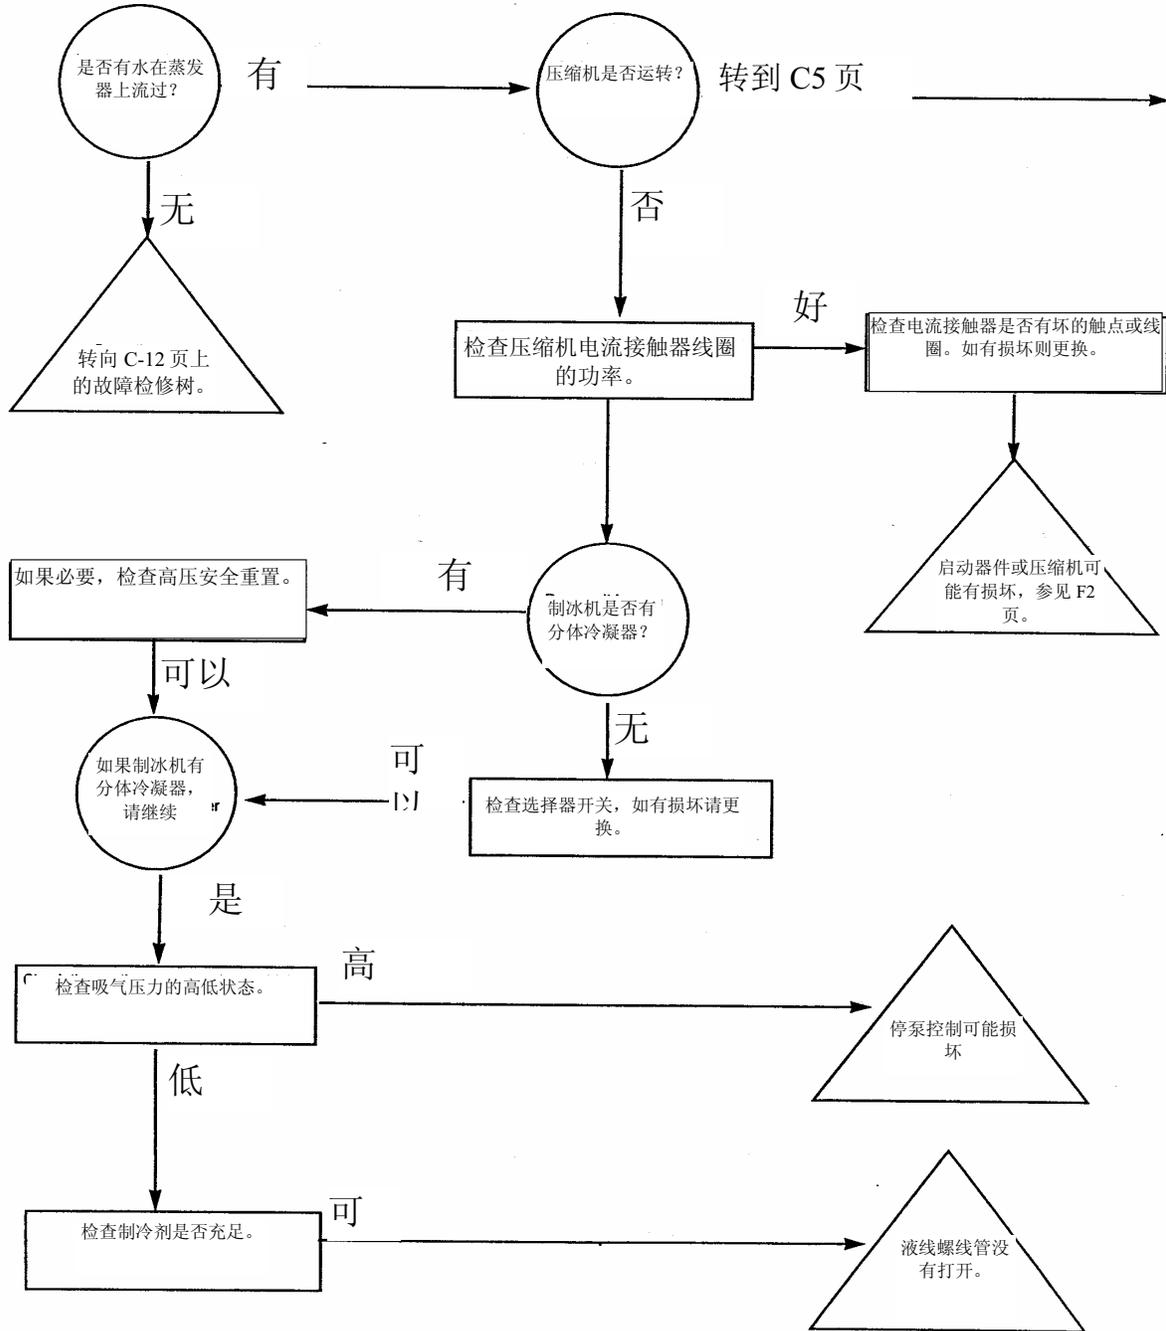 是否有水在蒸发
器上流过？
有
压缩机是否运转？
转到 C5 页
无
否
转向 C-12 页上
的故障检修树。
检查压缩机电流接触器线圈
的功率。
好
检查电流接触器是否有坏的触点或线
圈。如有损坏则更换。
启动器件或压缩机可
能有损坏，参见 F2
页。
制冰机是否有
分体冷凝器？
有
如果必要，检查高压安全重置。
可以
无
如果制冰机有
分体冷凝器，
请继续
er
可
以
检查选择器开关，如有损坏请更
换。
是
检查吸气压力的高低状态。
高
停泵控制可能损
坏
低
检查制冷剂是否充足。
可
液线螺线管没
有打开。